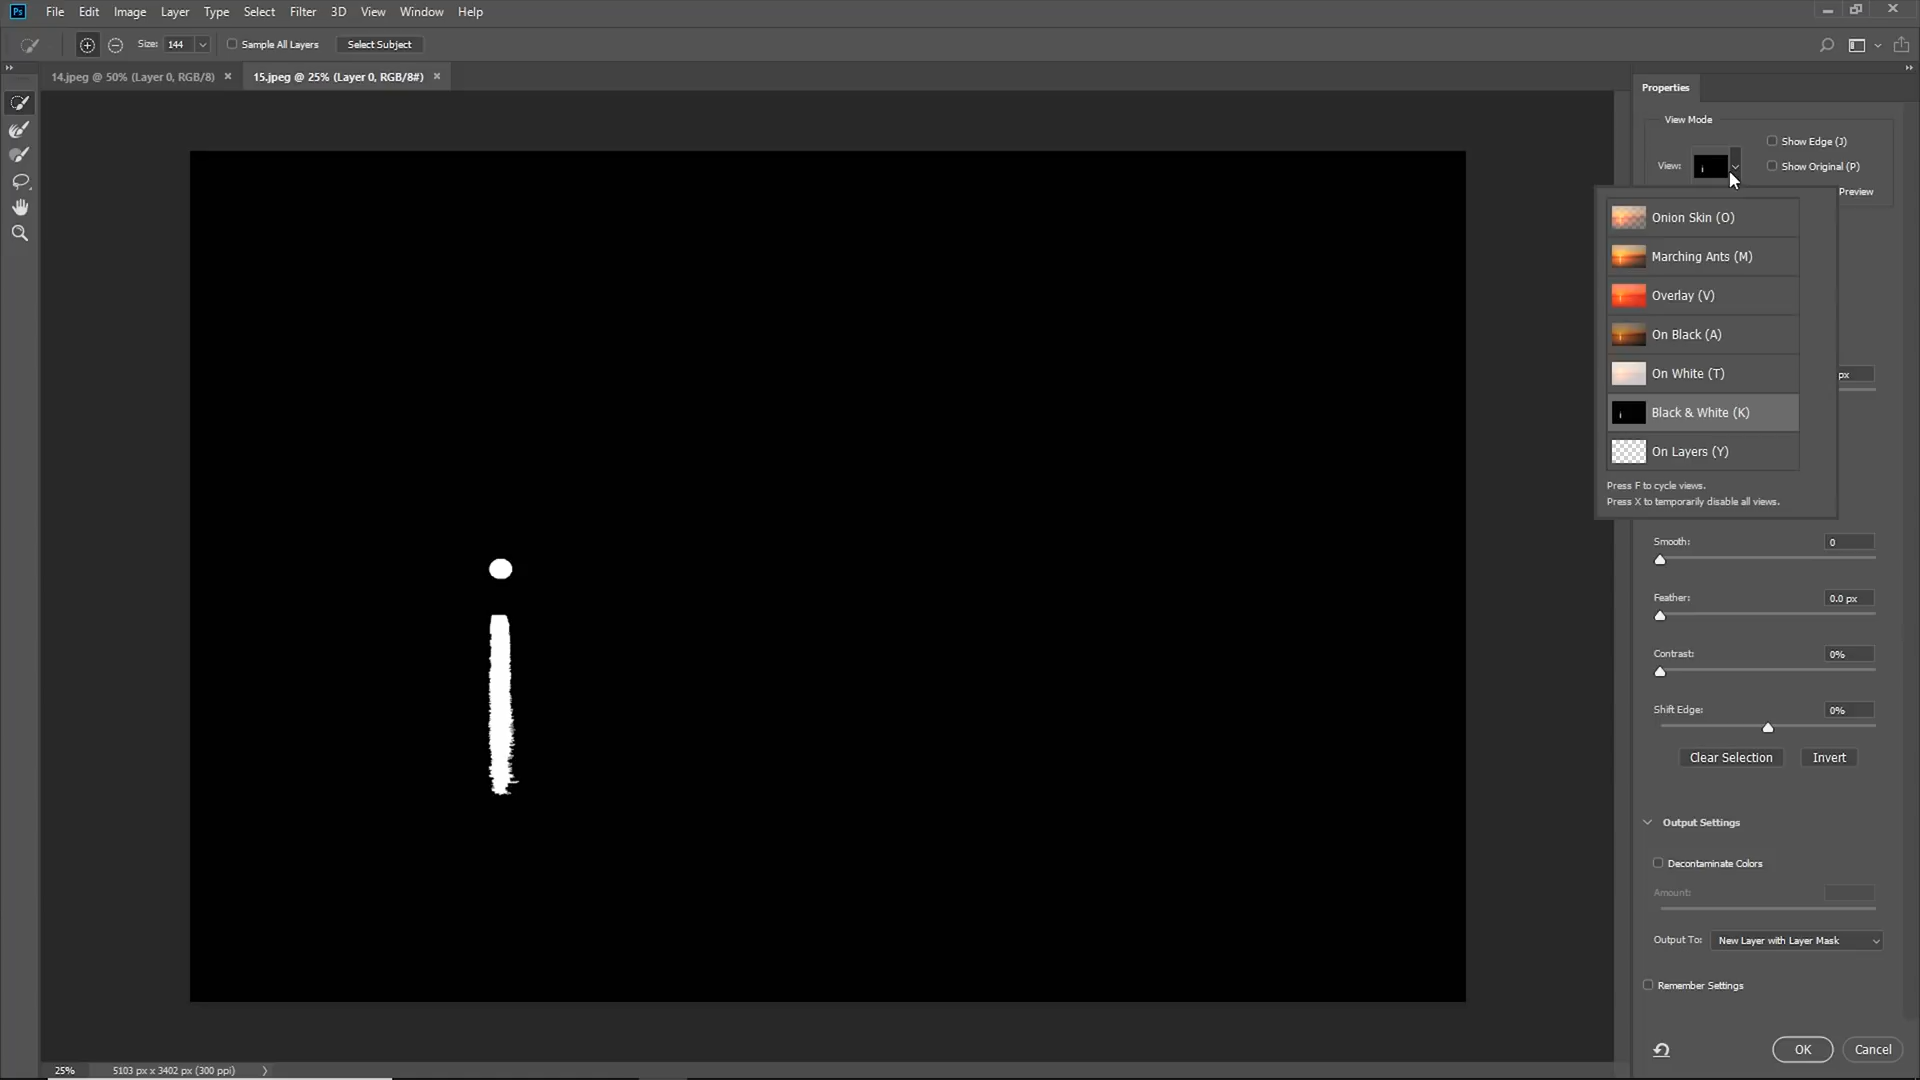 Ps File Edit Image Layer Type Select Filter 3D View Window Help
Size: 144 Sample All Layers Select Subject
14.jpeg @ 50% (Layer 0, RGB/8) × 15.jpeg @ 25% (Layer 0, RGB/8#) ×
Properties
View Mode
Show Edge (J)
View: Show Original (P)
Preview
Onion Skin (O)
Marching Ants (M)
Overlay (V)
On Black (A)
On White (T)
px
Black & White (K)
On Layers (Y)
Press F to cycle views.
Press X to temporarily disable all views.
Smooth: 0
Feather: 0.0 px
Contrast: 0%
Shift Edge: 0%
Clear Selection Invert
Output Settings
Decontaminate Colors
Amount:
Output To: New Layer with Layer Mask
Remember Settings
OK Cancel
25% 5103 px x 3402 px (300 ppi)